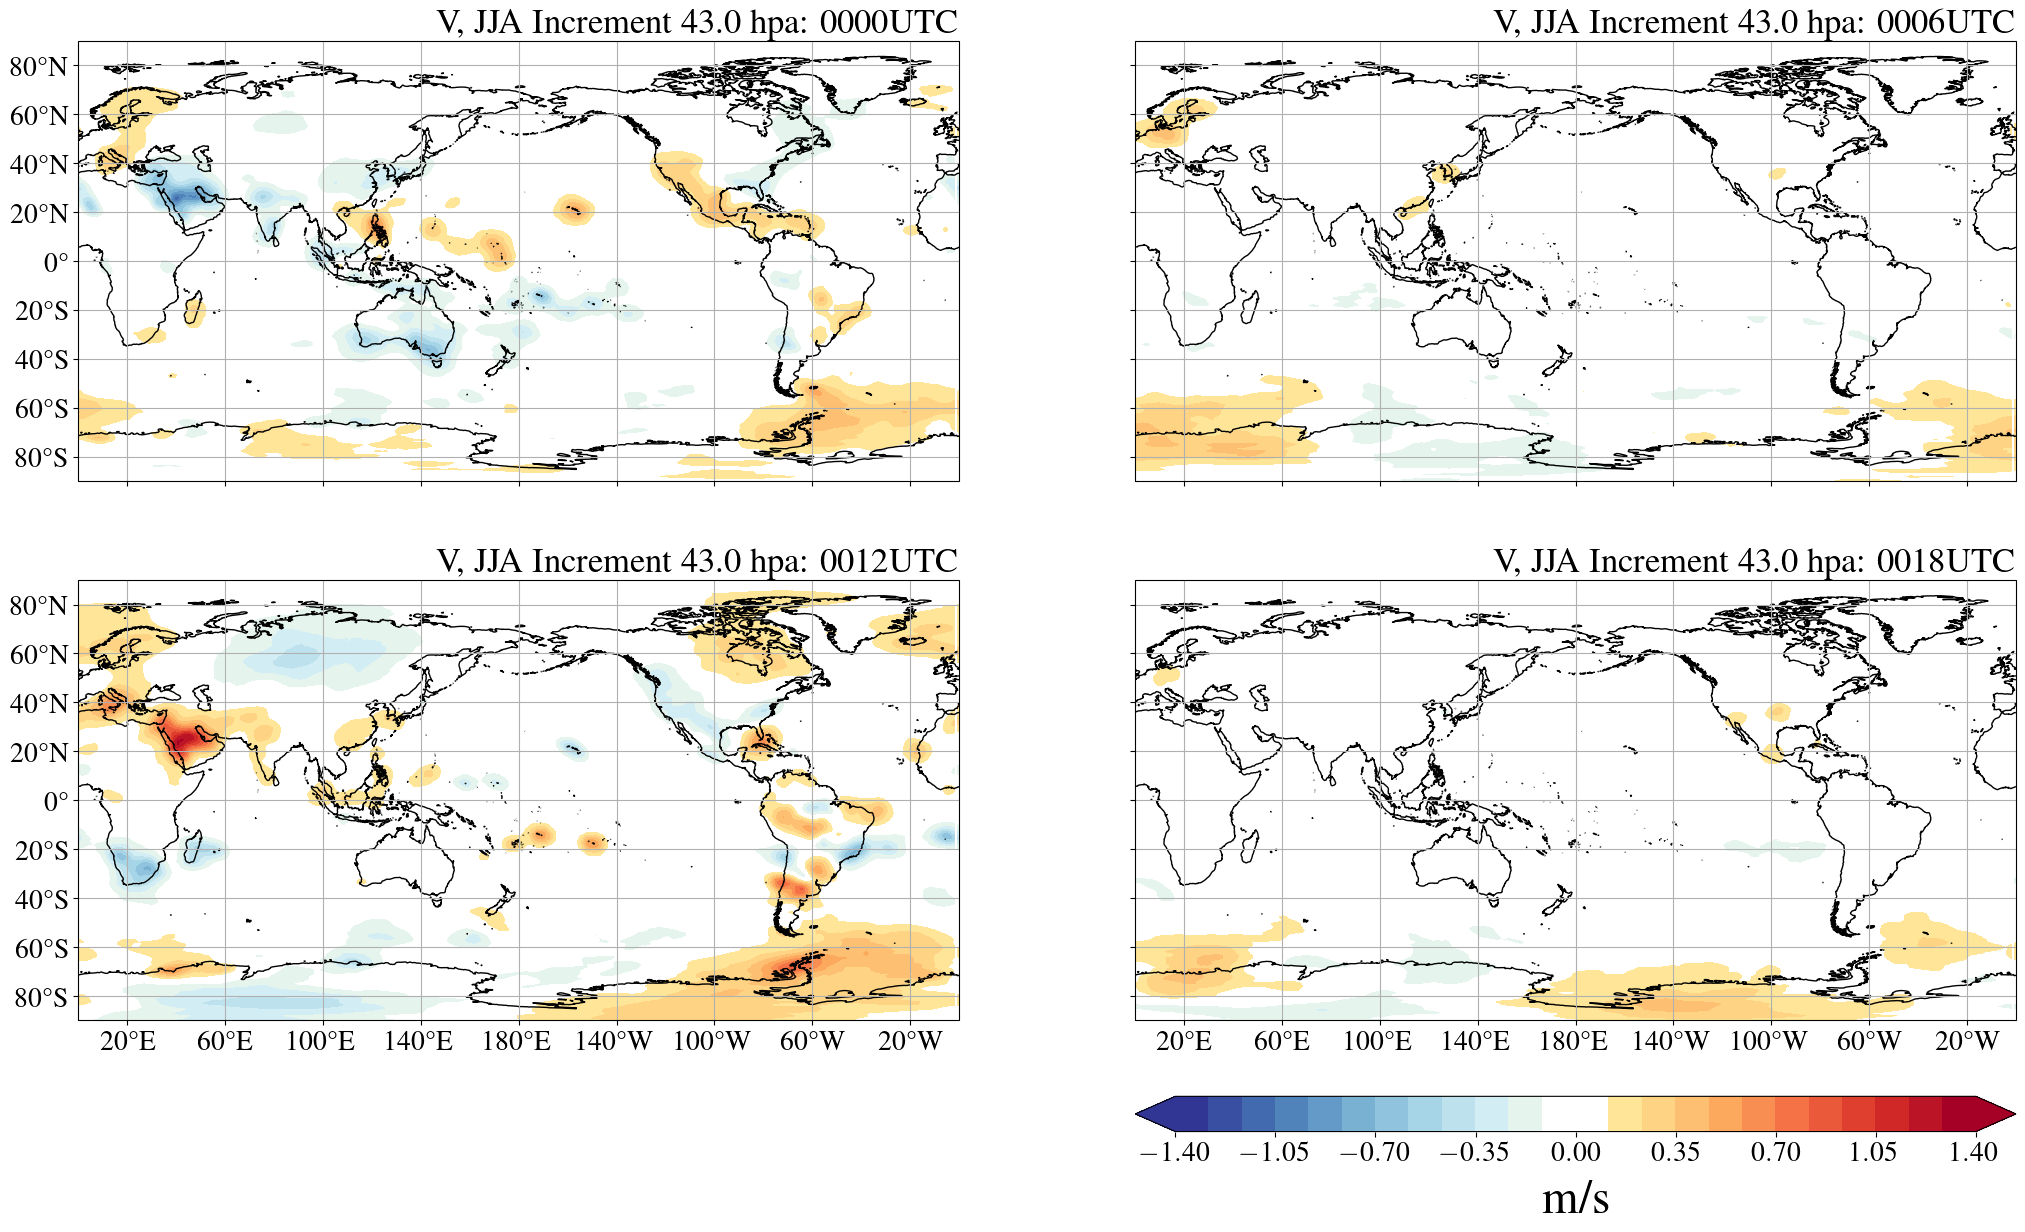 V, JJA Increment 43.0 hpa: 0000UTC
V, JJA Increment 43.0 hpa: 0006UTC
80°N
60°N
40°N
20°N
0°
20°S
40°S
60°S
80°S
V, JJA Increment 43.0 hpa: 0012UTC
V, JJA Increment 43.0 hpa: 0018UTC
80°N
60°N
40°N
20°N
0°
20°S
40°S
60°S
80°S
20°E 60°E 100°E 140°E 180°E 140°W 100°W 60°W 20°W
20°E 60°E 100°E 140°E 180°E 140°W 100°W 60°W 20°W
−1.40 −1.05 −0.70 −0.35 0.00 0.35 0.70 1.05 1.40
m/s